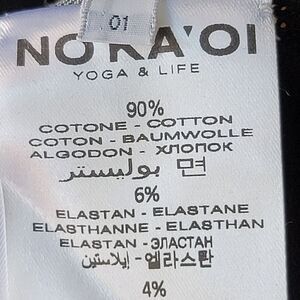 01
NO KA'OI
YOGA & LIFE
90%
COTONE - COTTON
COTON - BAUMWOLLE
ALGODON - ХЛОПОК
بوليستر 면
6%
ELASTAN - ELASTANE
ELASTHANNE - ELASTHAN
ELASTAN - ЭЛАСТАН
إيلاستين - 엘라스판
4%